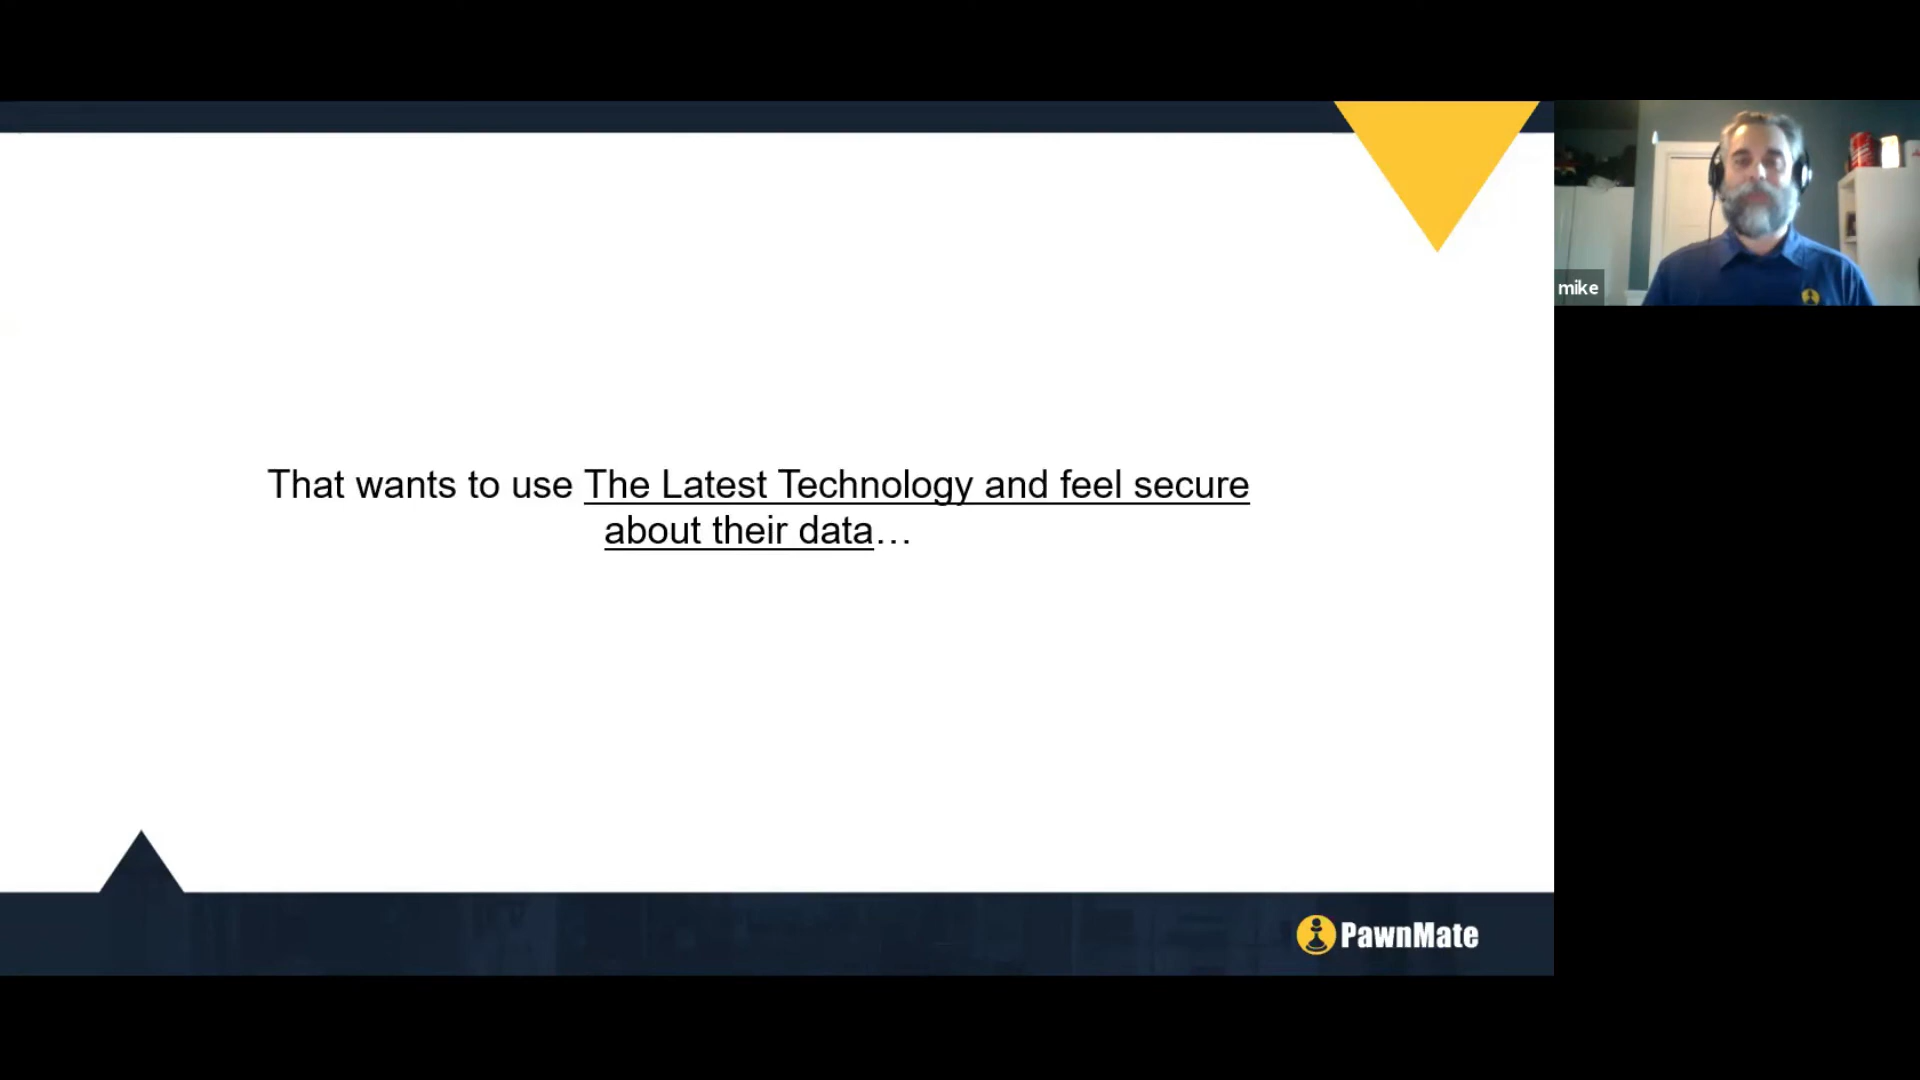 That wants to use The Latest Technology and feel secure
about their data…
mike
PawnMate